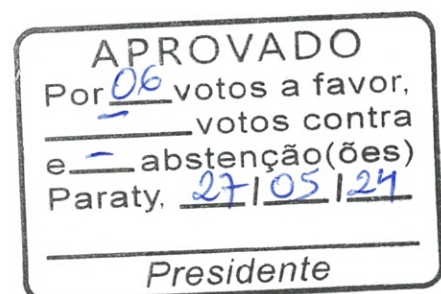 APROVADO
Por 06 votos a favor,
– votos contra
e – abstenção(ões)
Paraty, 27/05/24
Presidente